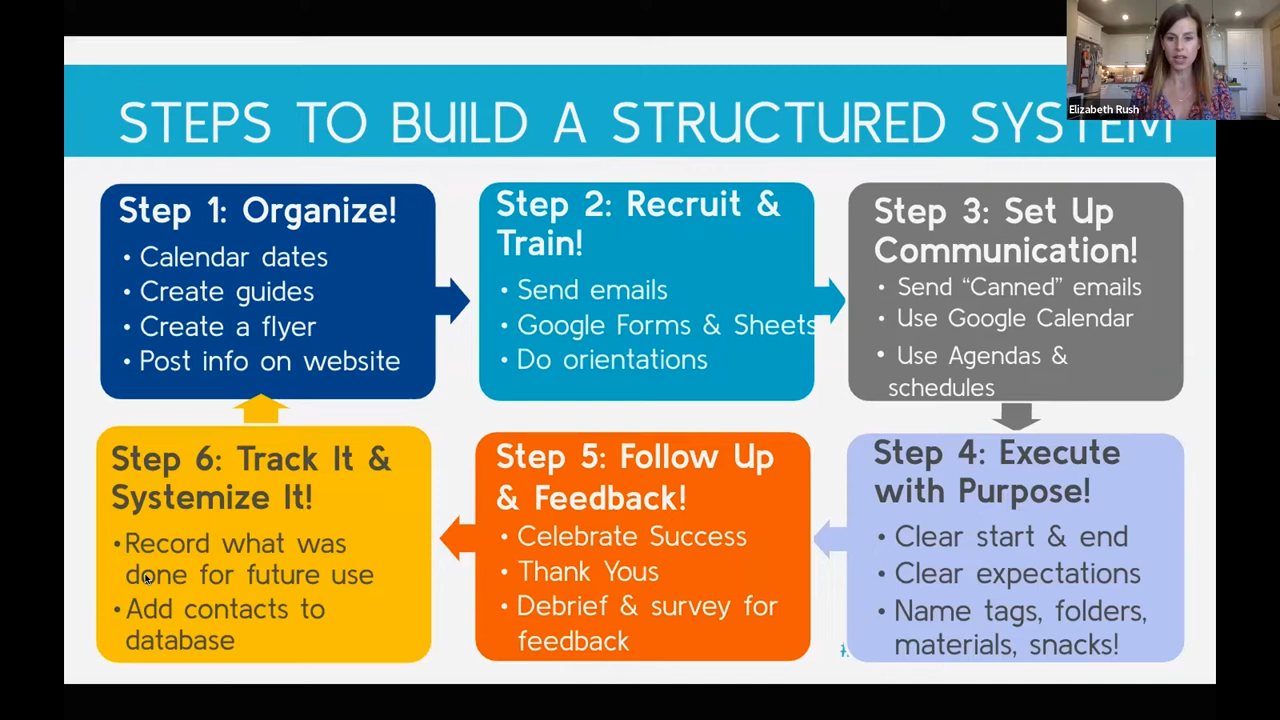 Elizabeth Rush
STEPS TO BUILD A STRUCTURED SYSTEM
Step 1: Organize!
• Calendar dates
• Create guides
• Create a flyer
• Post info on website
Step 2: Recruit &
Train!
• Send emails
• Google Forms & Sheets
• Do orientations
Step 3: Set Up
Communication!
• Send “Canned” emails
• Use Google Calendar
• Use Agendas &
schedules
Step 4: Execute
with Purpose!
• Clear start & end
• Clear expectations
• Name tags, folders,
materials, snacks!
Step 5: Follow Up
& Feedback!
• Celebrate Success
• Thank Yous
• Debrief & survey for
feedback
Step 6: Track It &
Systemize It!
• Record what was
done for future use
• Add contacts to
database